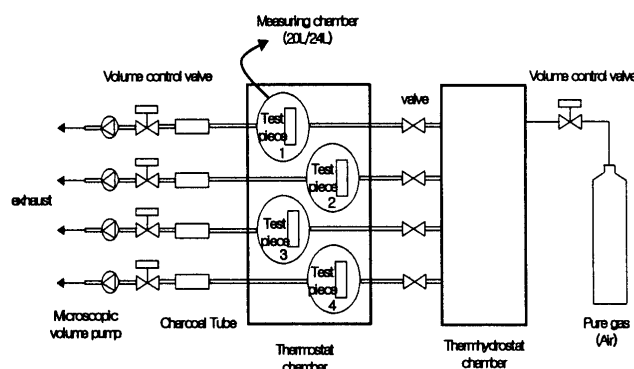 Measuring chamber
(20L/24L)
Volume control valve
valve
Volume control valve
Test
piece
1
Test
piece
2
exhaust
Test
piece
3
Test
piece
4
Microscopic
volume pump
Charcoal Tube
Thermostat
chamber
Thermhydrostat
chamber
Pure gas
(Air)